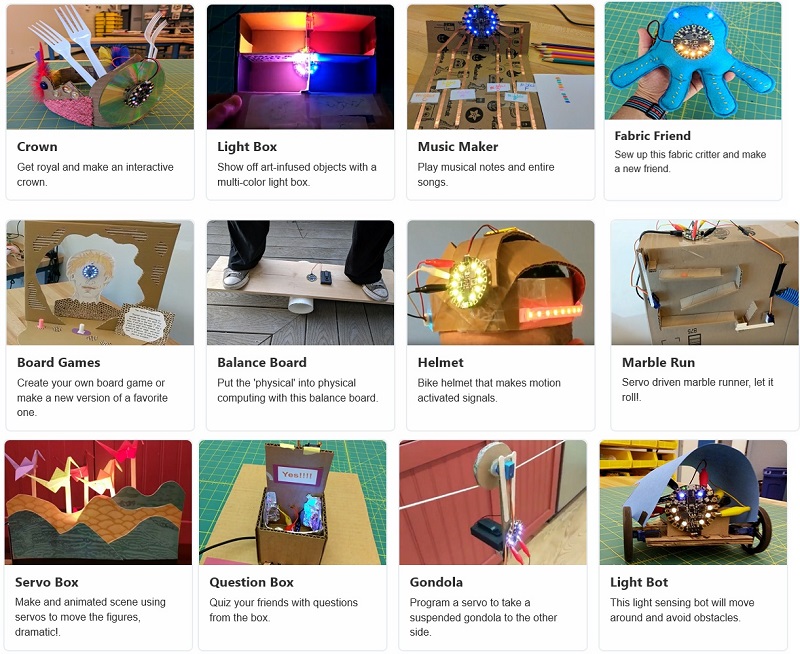 Crown
Get royal and make an interactive
crown.
Light Box
Show off art-infused objects with a
multi-color light box.
Music Maker
Play musical notes and entire
songs.
Fabric Friend
Sew up this fabric critter and make
a new friend.
Board Games
Create your own board game or
make a new version of a favorite
one.
Balance Board
Put the 'physical' into physical
computing with this balance board.
Helmet
Bike helmet that makes motion
activated signals.
Marble Run
Servo driven marble runner, let it
roll!.
Yes!!!!
Servo Box
Make and animated scene using
servos to move the figures,
dramatic!.
Question Box
Quiz your friends with questions
from the box.
Gondola
Program a servo to take a
suspended gondola to the other
side.
Light Bot
This light sensing bot will move
around and avoid obstacles.